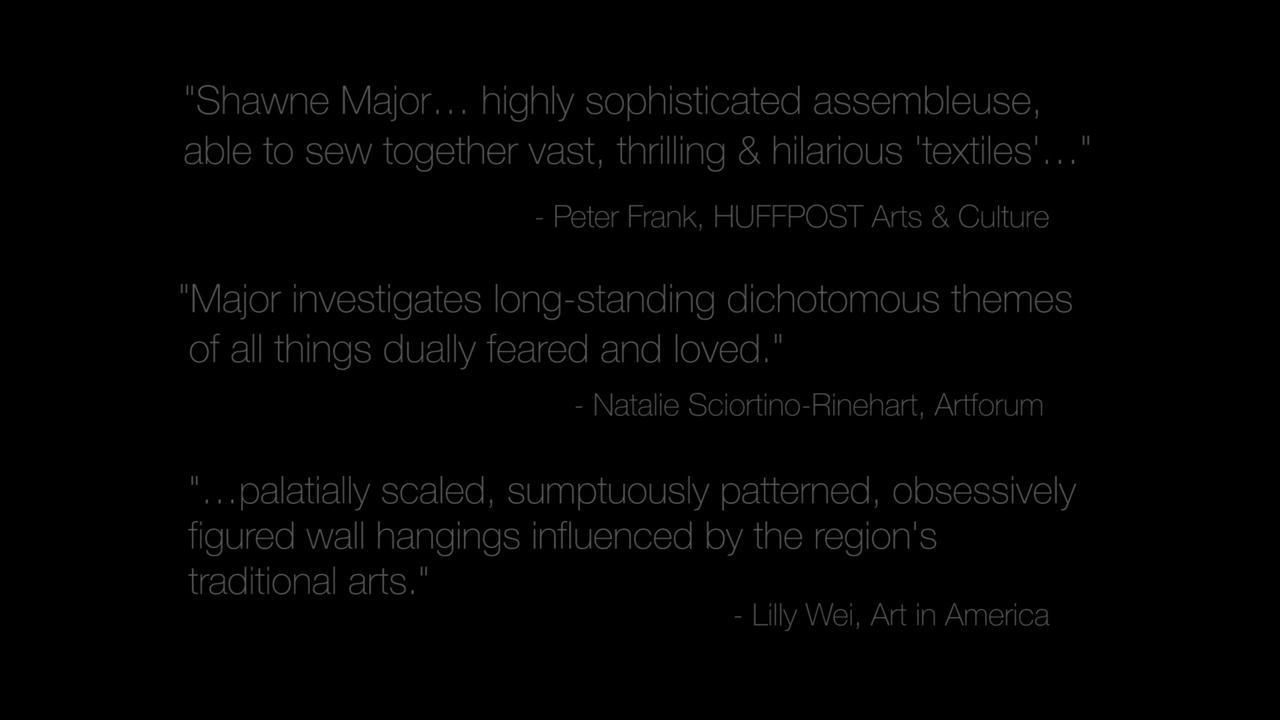 "Shawne Major… highly sophisticated assembleuse,
able to sew together vast, thrilling & hilarious 'textiles'…"
- Peter Frank, HUFFPOST Arts & Culture
"Major investigates long-standing dichotomous themes
of all things dually feared and loved."
- Natalie Sciortino-Rinehart, Artforum
"…palatially scaled, sumptuously patterned, obsessively
figured wall hangings influenced by the region's
traditional arts."
- Lilly Wei, Art in America